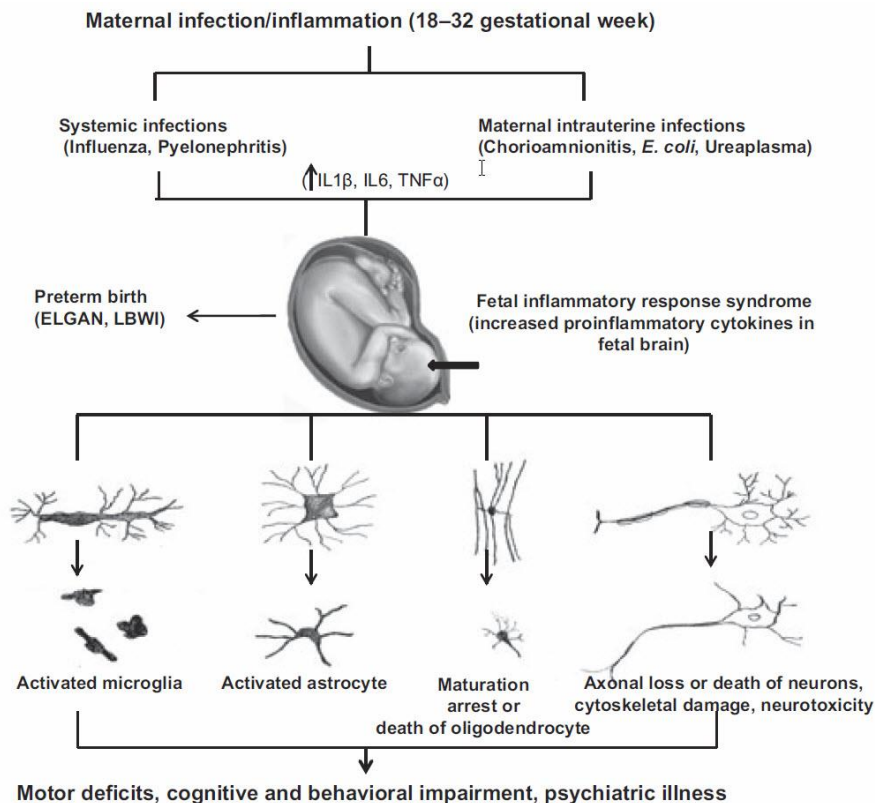 Maternal infection/inflammation (18–32 gestational week)
Systemic infections
(Influenza, Pyelonephritis)
Maternal intrauterine infections
(Chorioamnionitis, E. coli, Ureaplasma)
(↑IL1β, IL6, TNFα)
Preterm birth
(ELGAN, LBWI)
Fetal inflammatory response syndrome
(increased proinflammatory cytokines in
fetal brain)
Activated microglia
Activated astrocyte
Maturation
arrest or
death of oligodendrocyte
Axonal loss or death of neurons,
cytoskeletal damage, neurotoxicity
Motor deficits, cognitive and behavioral impairment, psychiatric illness